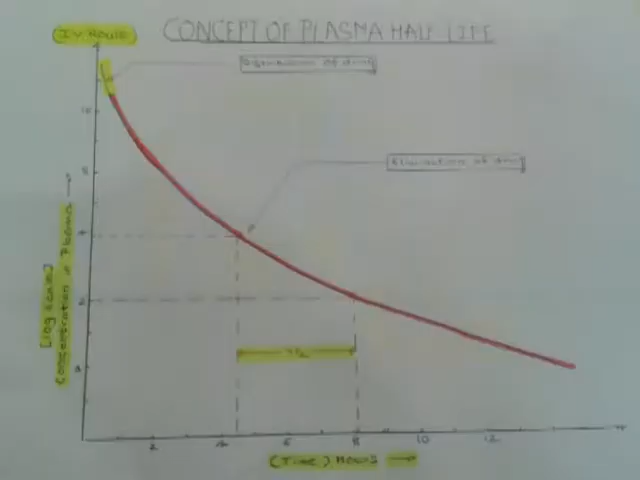 (I.V. Route)
CONCEPT OF PLASMA HALF LIFE
Distribution of drug
Elimination of drug
[log scale]
Concentration in Plasma →
t½
2
4
6
8
10
12
(Time) Hours →